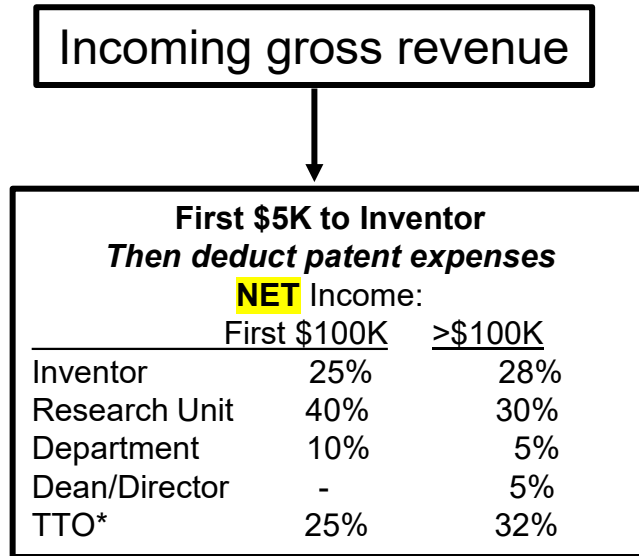 Incoming gross revenue
First $5K to Inventor
Then deduct patent expenses
NET Income:
First $100K >$100K
Inventor 25% 28%
Research Unit 40% 30%
Department 10% 5%
Dean/Director - 5%
TTO* 25% 32%